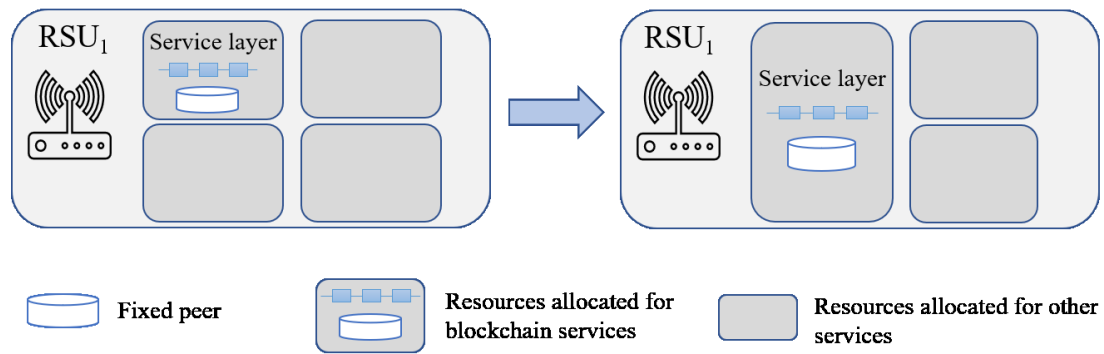 RSU1
Service layer
RSU1
Service layer
Fixed peer
Resources allocated for
blockchain services
Resources allocated for other
services